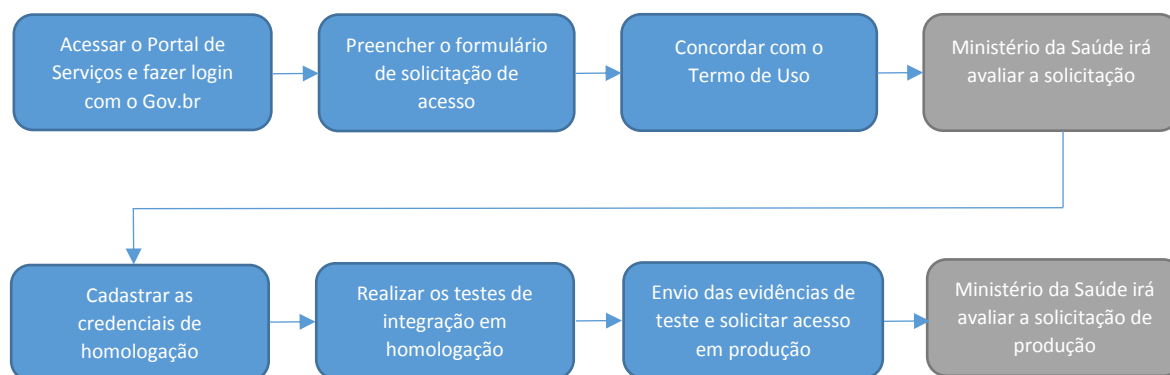 Acessar o Portal de
Serviços e fazer login
com o Gov.br
Preencher o formulário
de solicitação de
acesso
Concordar com o
Termo de Uso
Ministério da Saúde irá
avaliar a solicitação
Cadastrar as
credenciais de
homologação
Realizar os testes de
integração em
homologação
Envio das evidências de
teste e solicitar acesso
em produção
Ministério da Saúde irá
avaliar a solicitação de
produção